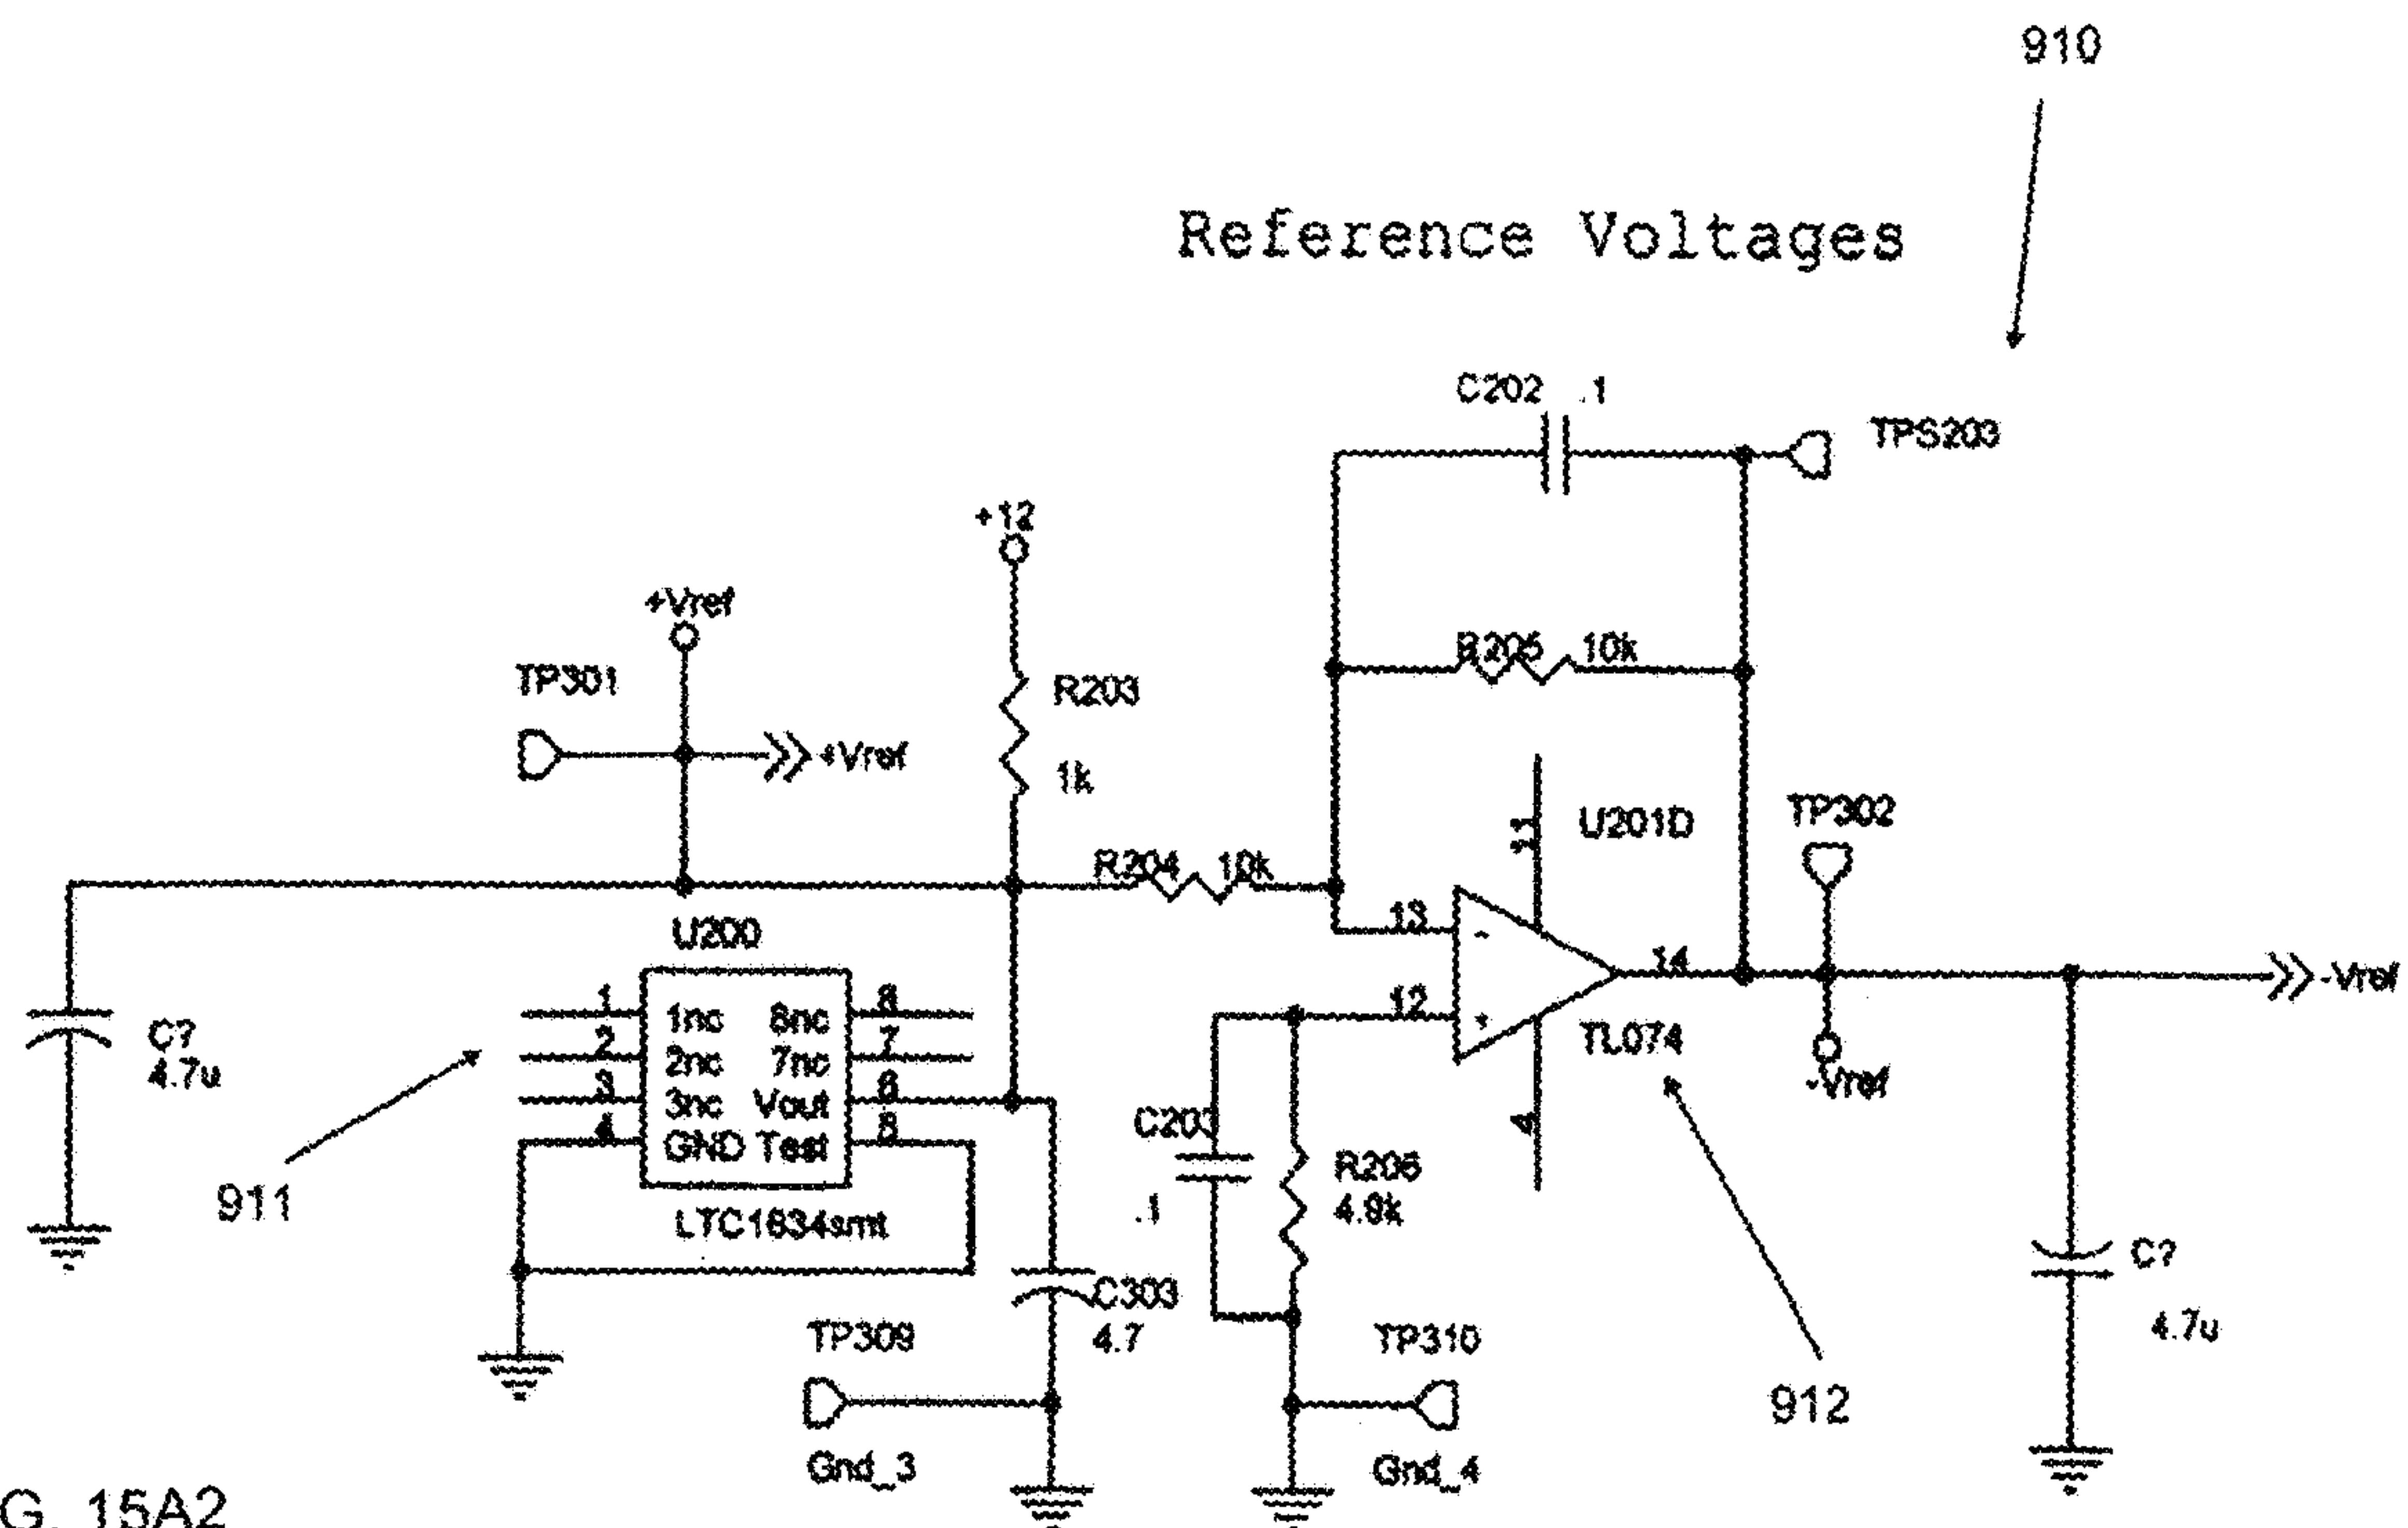 910
Reference Voltages
C202 .1
TPS203
+12
+Vref
R205 10k
TP301
R203
+Vref
1k
U201D
11
TP302
R204 10k
U200
13
14
-Vref
12
1 1nc 8nc 8
2 2nc 7nc 7
3 3nc Vout 6
4 GND Test
C?
4.7u
TL074
-Vref
C203
4
R206
4.9k
.1
911
LTC1634smt
C?
C303
4.7
TP309
TP310
4.7u
912
Gnd_3
Gnd_4
G. 15A2